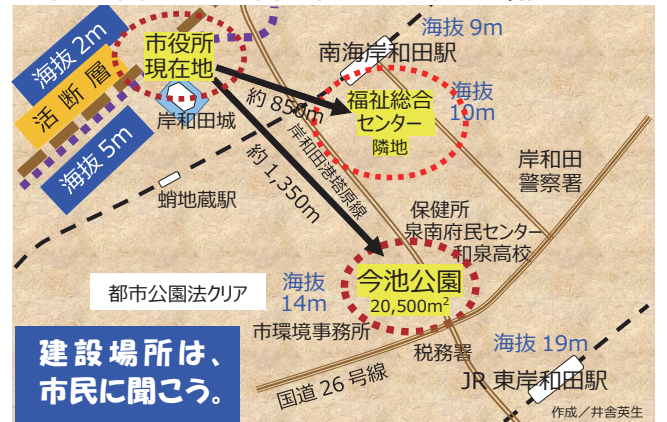 海抜 2m
活断層
海抜 5m
市役所
現在地
岸和田城
蛸地蔵駅
約 850m
約 1,350m
岸和田港塔原線
南海岸和田駅
海抜 9m
福祉総合
センター
隣地
海抜
10m
岸和田
警察署
保健所
泉南府民センター
和泉高校
今池公園
20,500m²
海抜
14m
都市公園法クリア
市環境事務所
税務署
海抜 19m
国道 26 号線
JR 東岸和田駅
建設場所は、
市民に聞こう。
作成／井舎英生